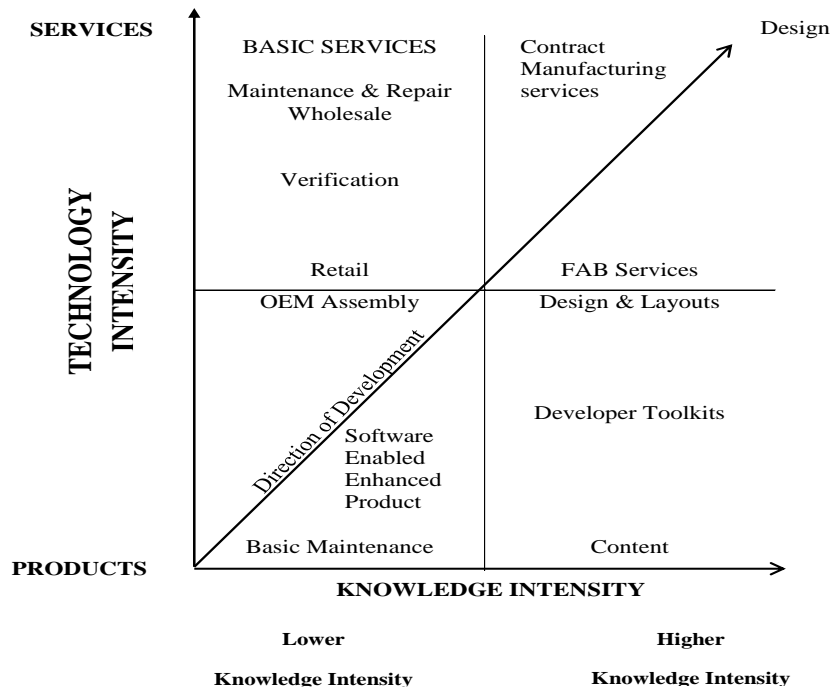 SERVICES
BASIC SERVICES
Contract
Manufacturing
services
Design
Maintenance & Repair
Wholesale
Verification
TECHNOLOGY
INTENSITY
Retail
FAB Services
OEM Assembly
Design & Layouts
Direction of Development
Developer Toolkits
Software
Enabled
Enhanced
Product
Basic Maintenance
Content
PRODUCTS
KNOWLEDGE INTENSITY
Lower
Higher
Knowledge Intensity
Knowledge Intensity